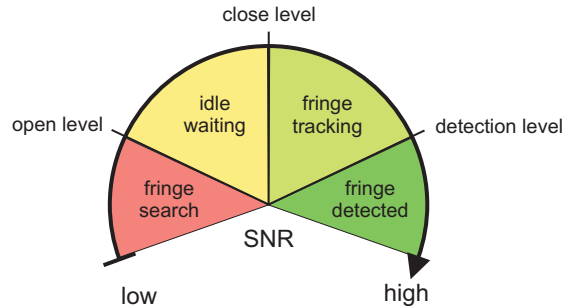 close level
idle
waiting
fringe
tracking
open level
detection level
fringe
search
fringe
detected
SNR
low
high